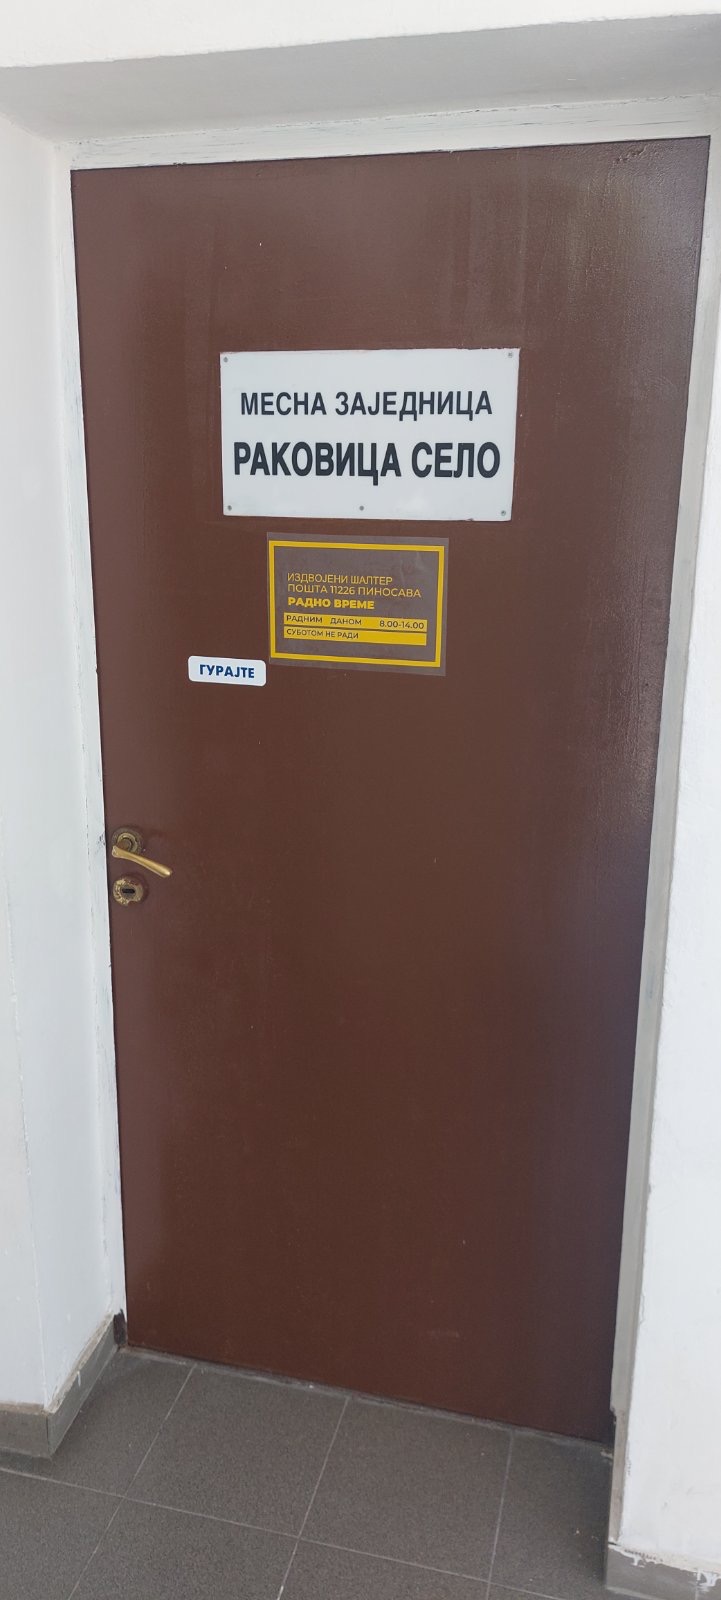 МЕСНА ЗАЈЕДНИЦА
РАКОВИЦА СЕЛО
ИЗДВОЈЕНИ ШАЛТЕР
ПОШТА 11226 ПИНОСАВА
РАДНО ВРЕМЕ
РАДНИМ ДАНОМ 8.00-14.00
СУБОТОМ НЕ РАДИ
ГУРАЈТЕ